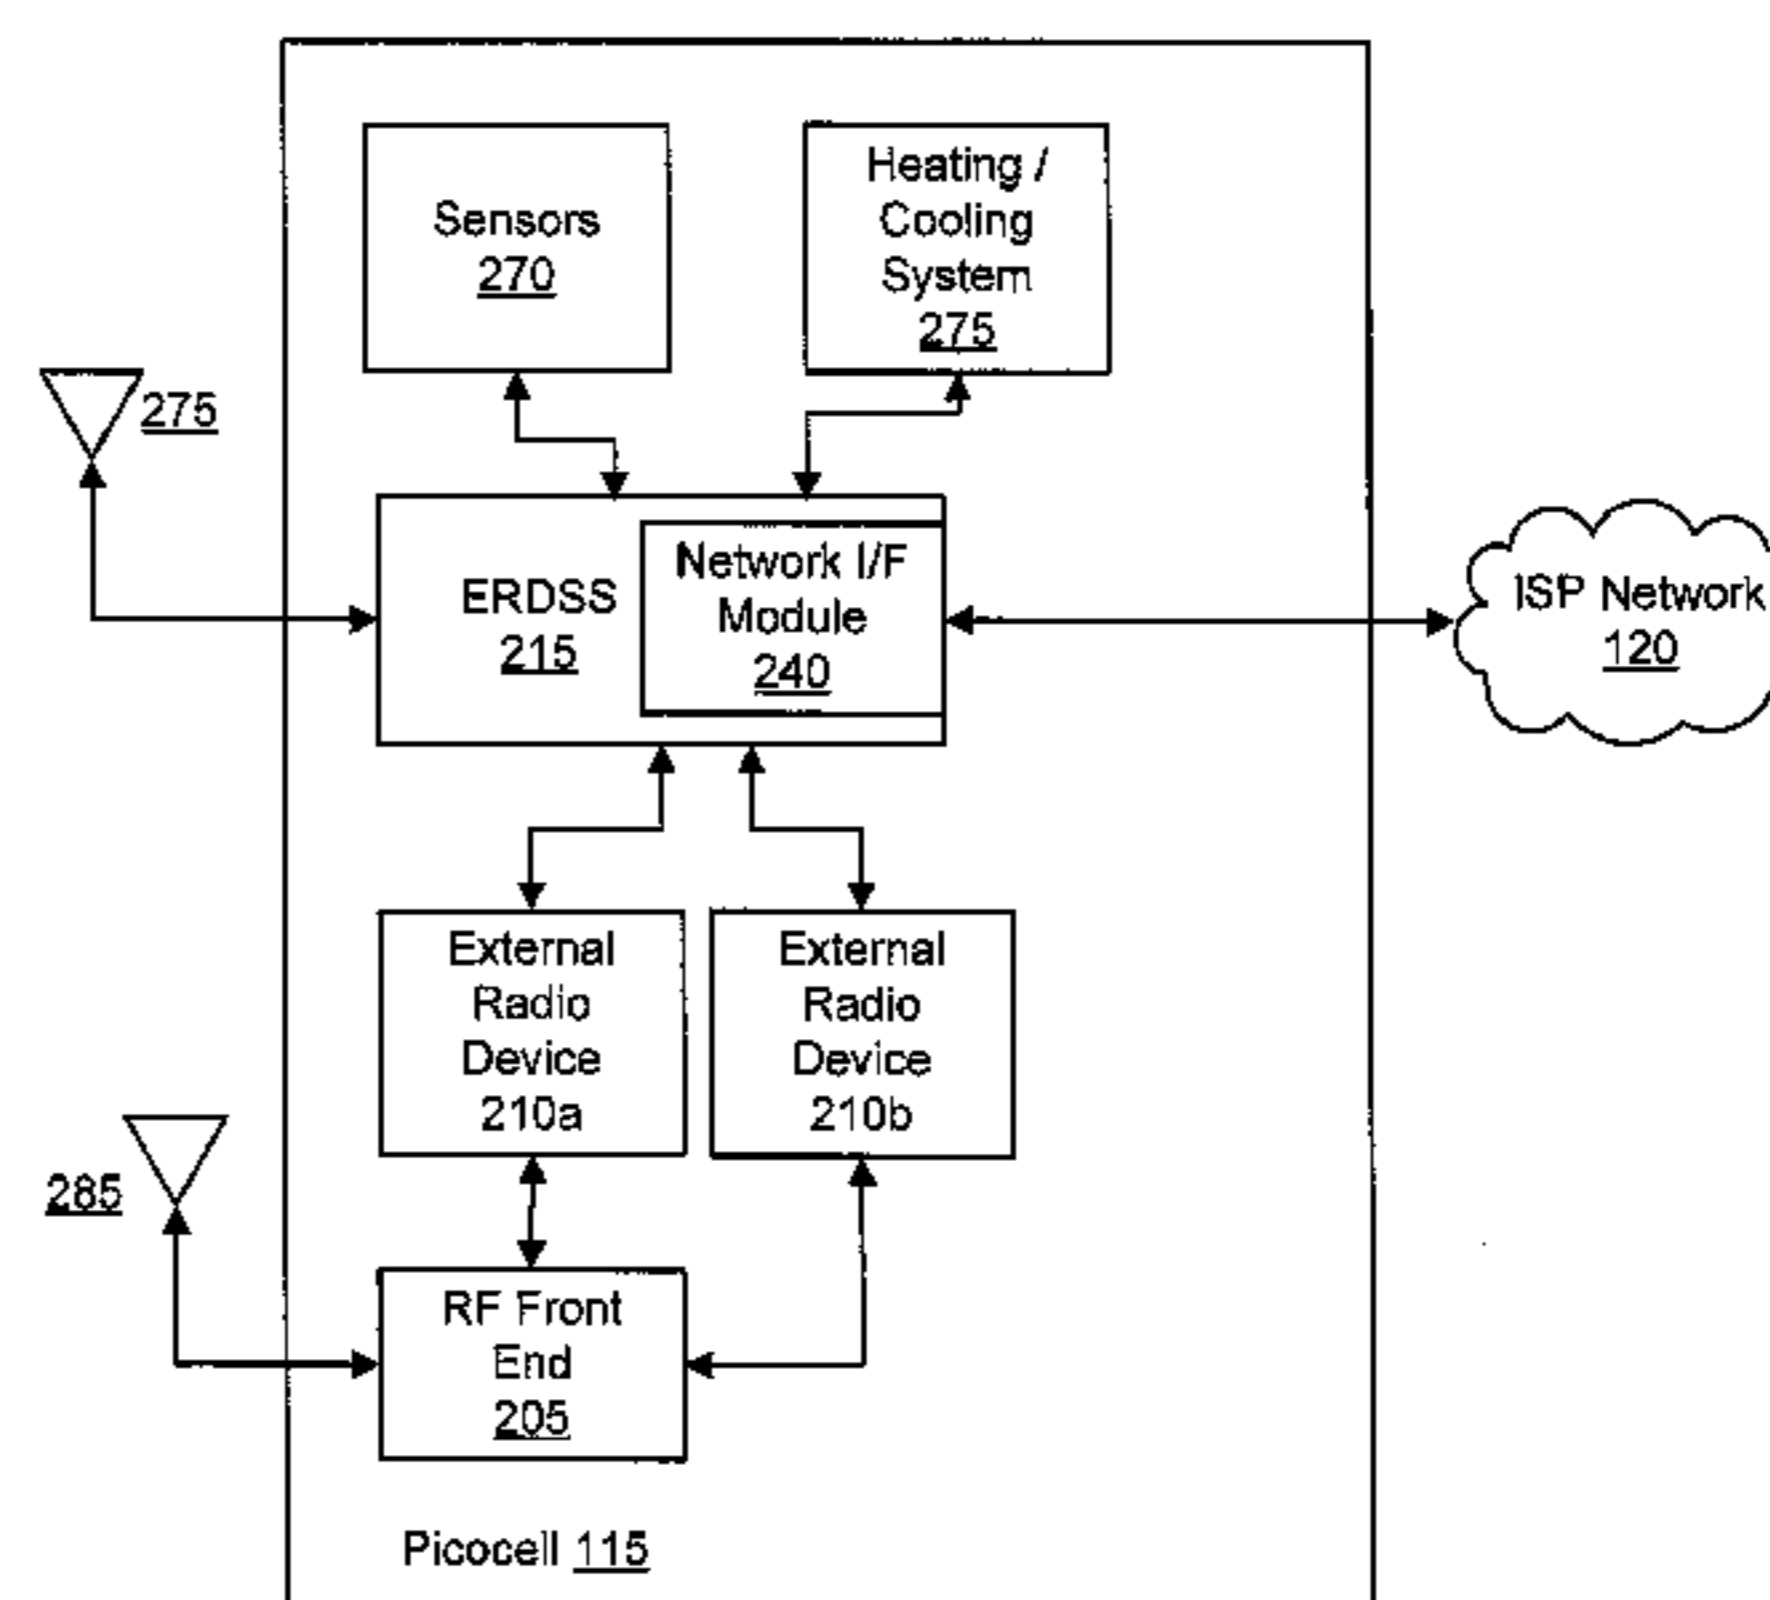 Sensors
270
Heating /
Cooling
System
275
275
ERDSS
215
Network I/F
Module
240
ISP Network
120
External
Radio
Device
210a
External
Radio
Device
210b
285
RF Front
End
205
Picocell 115